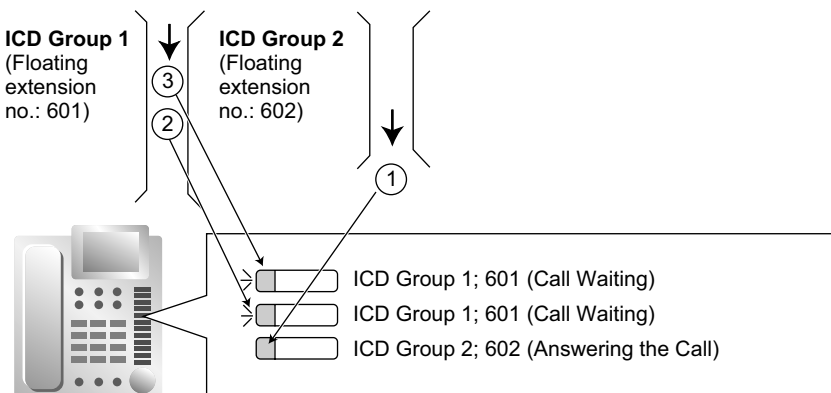 ICD Group 1
(Floating
extension
no.: 601)
3
2
ICD Group 2
(Floating
extension
no.: 602)
1
ICD Group 1; 601 (Call Waiting)
ICD Group 1; 601 (Call Waiting)
ICD Group 2; 602 (Answering the Call)